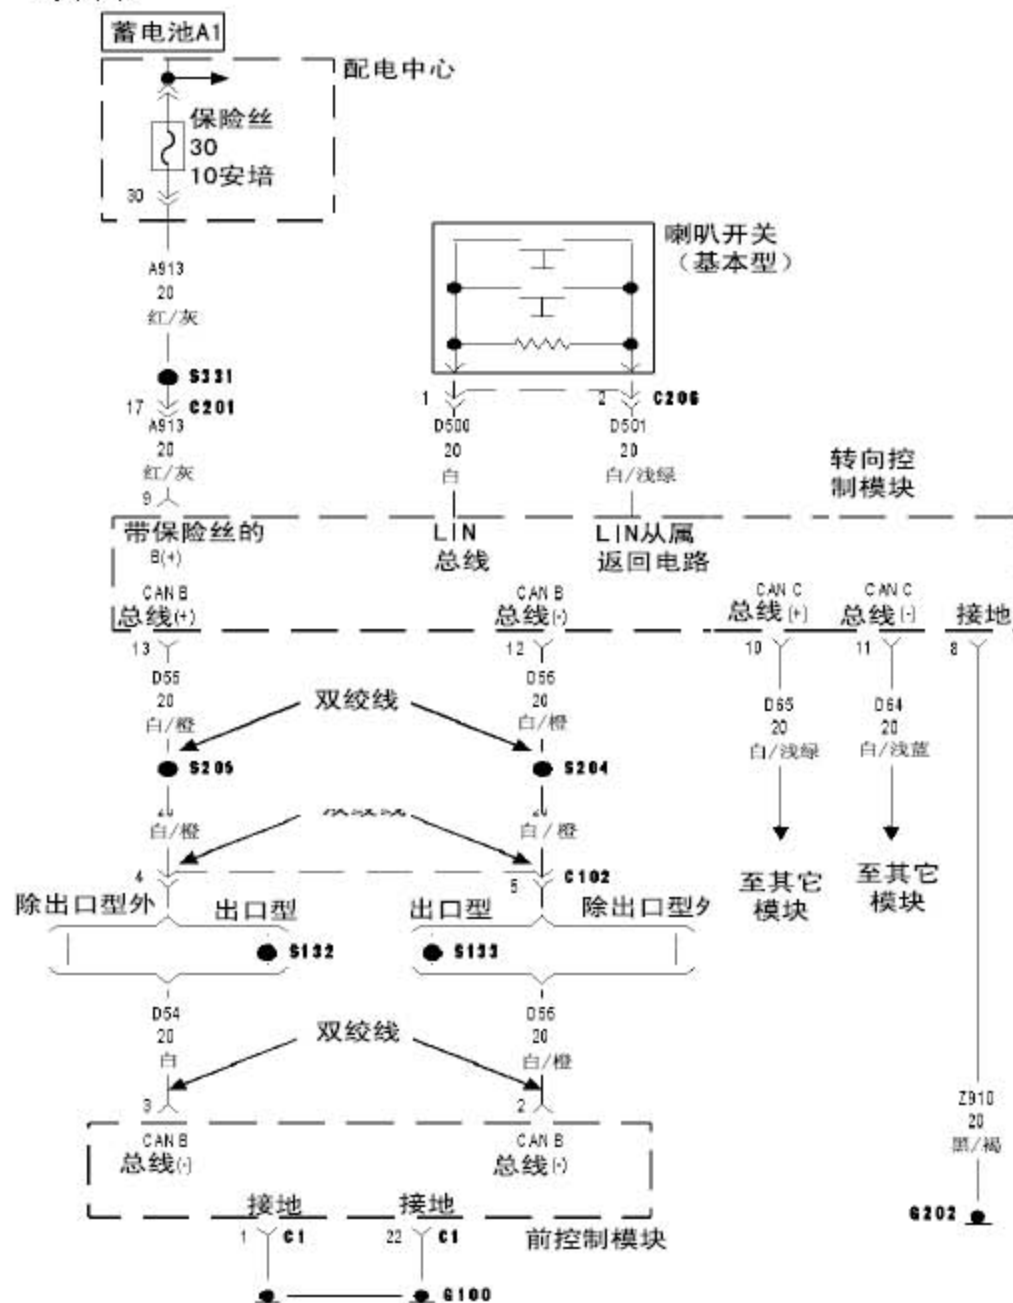 蓄电池A1
配电中心
保险丝
30
10安培
30
喇叭开关
（基本型）
A913
20
红/灰
S331
17
C201
1
2
C206
A913
20
红/灰
9
D500
20
白
D501
20
白/浅绿
转向控
制模块
带保险丝的
B(+)
LIN
总线
LIN从属
返回电路
CAN B
总线(+)
CAN B
总线(-)
CAN C
总线(+)
CAN C
总线(-)
接地
13
12
10
11
8
D55
20
白/橙
双绞线
D55
20
白/橙
D65
20
白/浅绿
D64
20
白/浅蓝
S205
S204
20
白/橙
20
白/橙
4
5
C102
至其它
模块
至其它
模块
除出口型外
出口型
出口型
除出口型
S132
S133
D54
20
白
双绞线
D55
20
白/橙
3
2
Z910
20
黑/褐
CAN B
总线(-)
CAN B
总线(-)
接地
接地
G202
1
C1
22
C1
前控制模块
G100